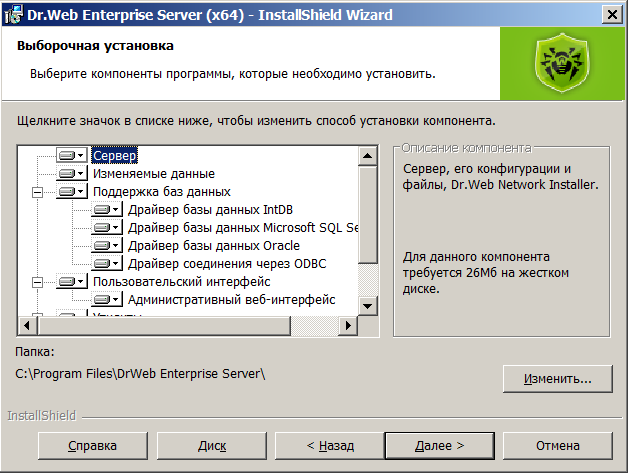 Dr.Web Enterprise Server (x64) - InstallShield Wizard
Выборочная установка
Выберите компоненты программы, которые необходимо установить.
Щелкните значок в списке ниже, чтобы изменить способ установки компонента.
Сервер
Изменяемые данные
Поддержка баз данных
Драйвер базы данных IntDB
Драйвер базы данных Microsoft SQL Se
Драйвер базы данных Oracle
Драйвер соединения через ODBC
Пользовательский интерфейс
Административный веб-интерфейс
Утилиты
Описание компонента
Сервер, его конфигурации и
файлы, Dr.Web Network Installer.
Для данного компонента
требуется 26Мб на жестком
диске.
Папка:
C:\Program Files\DrWeb Enterprise Server\
Изменить...
InstallShield
Справка
Диск
< Назад
Далее >
Отмена